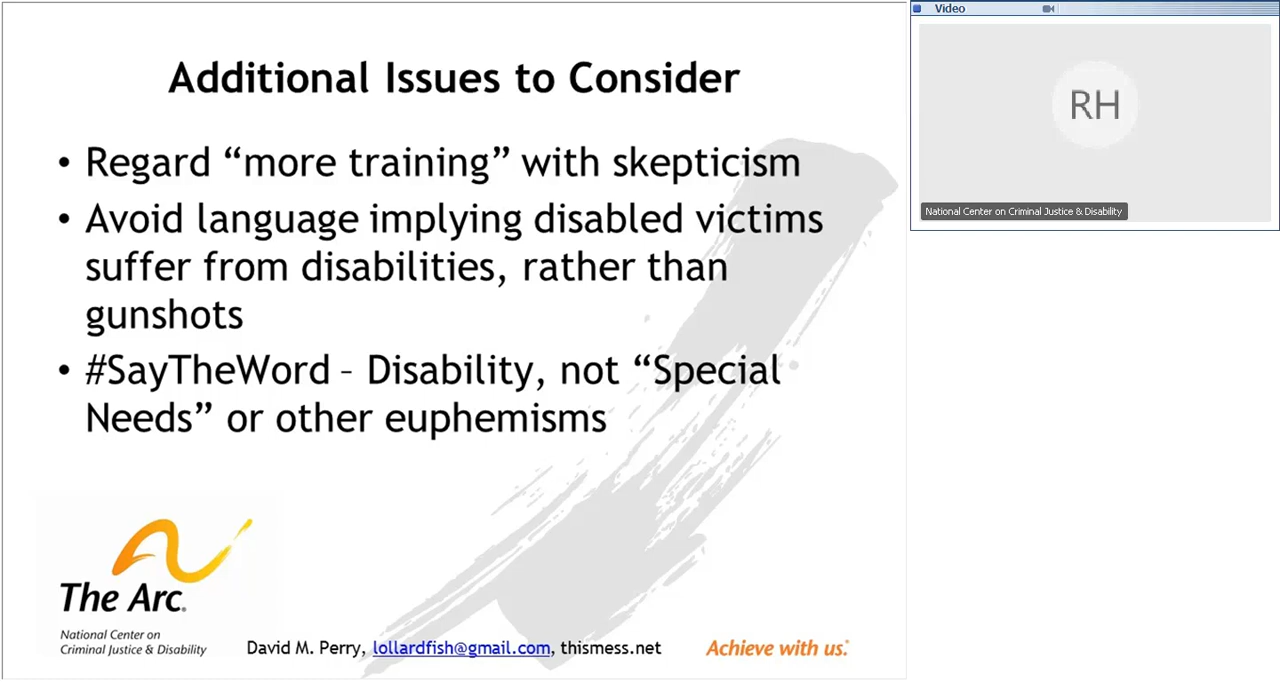 Additional Issues to Consider
• Regard “more training” with skepticism
• Avoid language implying disabled victims
suffer from disabilities, rather than
gunshots
• #SayTheWord – Disability, not “Special
Needs” or other euphemisms
The Arc®
National Center on
Criminal Justice & Disability
David M. Perry, lollardfish@gmail.com, thismess.net
Achieve with us.®
Video
RH
National Center on Criminal Justice & Disability